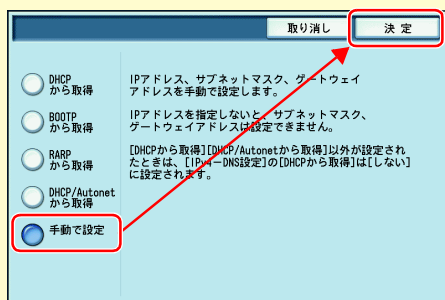 取り消し
決定
DHCP
から取得
BOOTP
から取得
RARP
から取得
DHCP/Autonet
から取得
手動で設定
IPアドレス、サブネットマスク、ゲートウェイ
アドレスを手動で設定します。
IPアドレスを指定しないと、サブネットマスク、
ゲートウェイアドレスは設定できません。
[DHCPから取得][DHCP/Autonetから取得]以外が設定され
たときは、[IPv4−DNS設定]の[DHCPから取得]は[しない]
に設定されます。